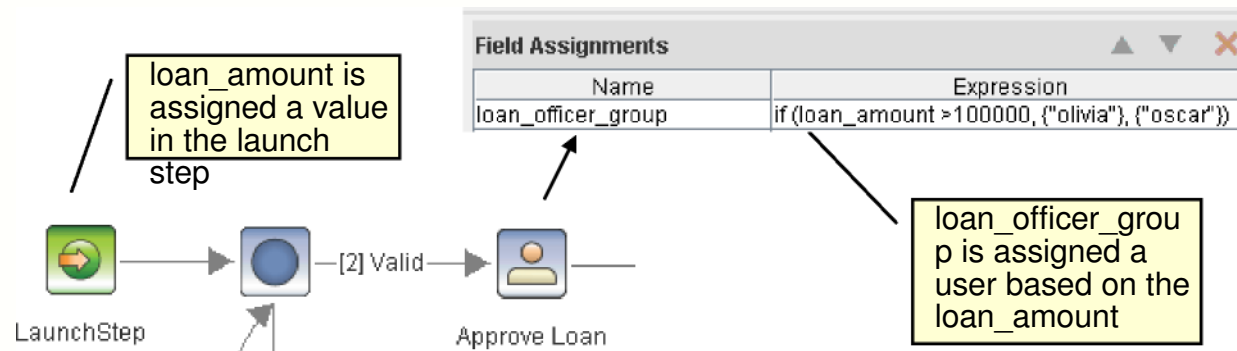 loan_amount is
assigned a value
in the launch
step
Field Assignments
Name Expression
loan_officer_group if (loan_amount >100000, {"olivia"}, {"oscar"})
[2] Valid
LaunchStep
Approve Loan
loan_officer_grou
p is assigned a
user based on the
loan_amount